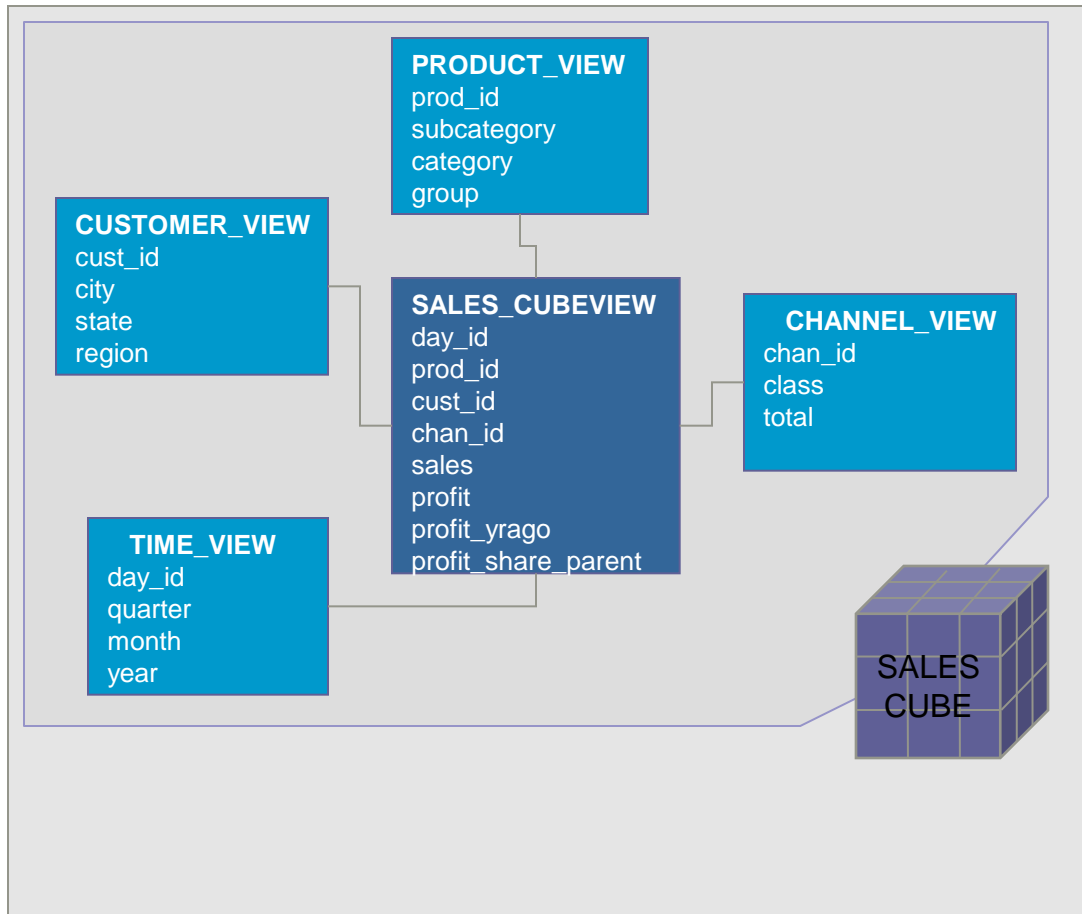 PRODUCT_VIEW
prod_id
subcategory
category
group
CUSTOMER_VIEW
cust_id
city
state
region
SALES_CUBEVIEW
day_id
prod_id
cust_id
chan_id
sales
profit
profit_yrago
profit_share_parent
CHANNEL_VIEW
chan_id
class
total
TIME_VIEW
day_id
quarter
month
year
SALES
CUBE